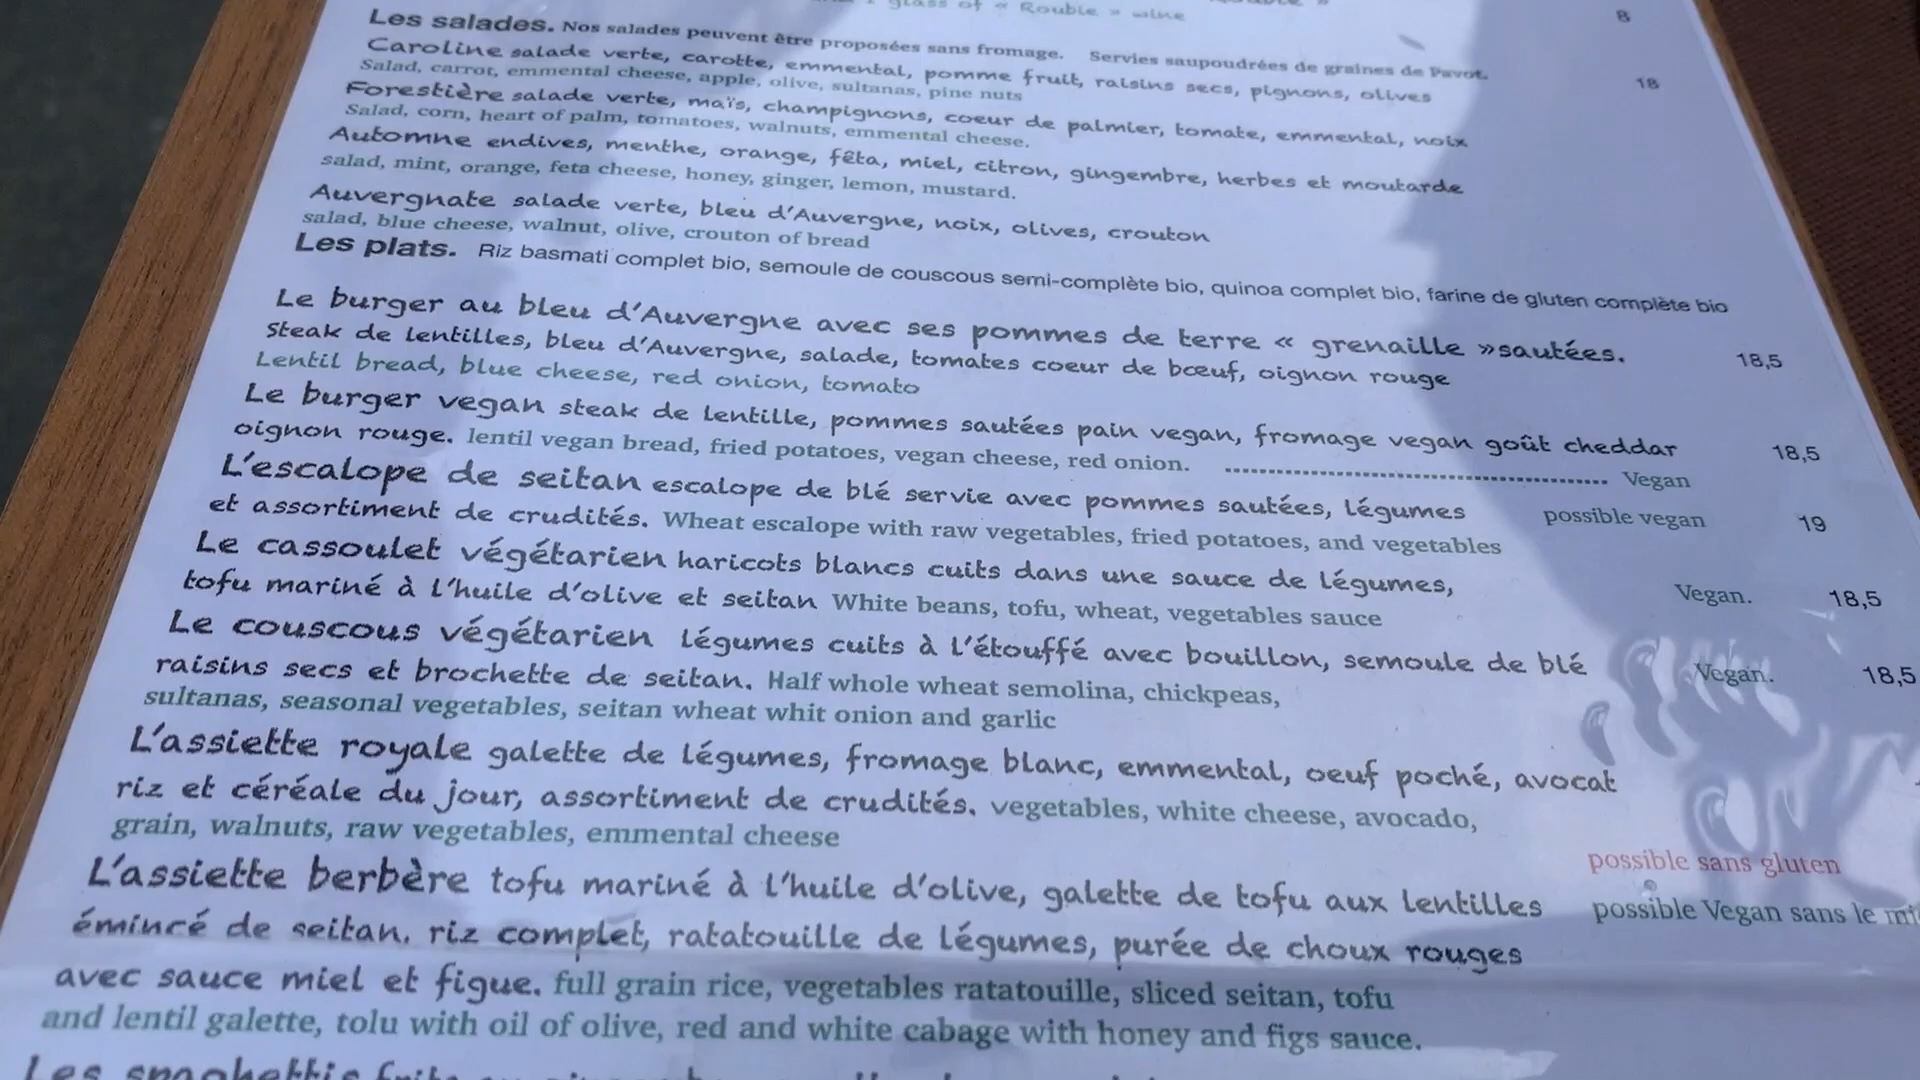 glass of « Rouble » wine
8
Les salades. Nos salades peuvent être proposées sans fromage. Servies saupoudrées de graines de Pavot.
Caroline salade verte, carotte, emmental, pomme fruit, raisins secs, pignons, olives 18
Salad, carrot, emmental cheese, apple, olive, sultanas, pine nuts
Forestière salade verte, maïs, champignons, coeur de palmier, tomate, emmental, noix
Salad, corn, heart of palm, tomatoes, walnuts, emmental cheese.
Automne endives, menthe, orange, fêta, miel, citron, gingembre, herbes et moutarde
salad, mint, orange, feta cheese, honey, ginger, lemon, mustard.
Auvergnate salade verte, bleu d'Auvergne, noix, olives, crouton
salad, blue cheese, walnut, olive, crouton of bread
Les plats. Riz basmati complet bio, semoule de couscous semi-complète bio, quinoa complet bio, farine de gluten complète bio
Le burger au bleu d'Auvergne avec ses pommes de terre « grenaille »sautées. 18,5
Steak de lentilles, bleu d'Auvergne, salade, tomates coeur de bœuf, oignon rouge
Lentil bread, blue cheese, red onion, tomato
Le burger vegan steak de lentille, pommes sautées pain vegan, fromage vegan goût cheddar 18,5
oignon rouge. lentil vegan bread, fried potatoes, vegan cheese, red onion. ........ Vegan
L'escalope de seitan escalope de blé servie avec pommes sautées, légumes possible vegan 19
et assortiment de crudités. Wheat escalope with raw vegetables, fried potatoes, and vegetables
Le cassoulet végétarien haricots blancs cuits dans une sauce de légumes, Vegan. 18,5
tofu mariné à l'huile d'olive et seitan White beans, tofu, wheat, vegetables sauce
Le couscous végétarien légumes cuits à l'étouffé avec bouillon, semoule de blé Vegan. 18,5
raisins secs et brochette de seitan. Half whole wheat semolina, chickpeas,
sultanas, seasonal vegetables, seitan wheat whit onion and garlic
L'assiette royale galette de légumes, fromage blanc, emmental, oeuf poché, avocat
riz et céréale du jour, assortiment de crudités. vegetables, white cheese, avocado,
grain, walnuts, raw vegetables, emmental cheese
possible sans gluten
L'assiette berbère tofu mariné à l'huile d'olive, galette de tofu aux lentilles possible Vegan sans le mi
émincé de seitan, riz complet, ratatouille de légumes, purée de choux rouges
avec sauce miel et figue. full grain rice, vegetables ratatouille, sliced seitan, tofu
and lentil galette, tolu with oil of olive, red and white cabage with honey and figs sauce.
Les spaghettis